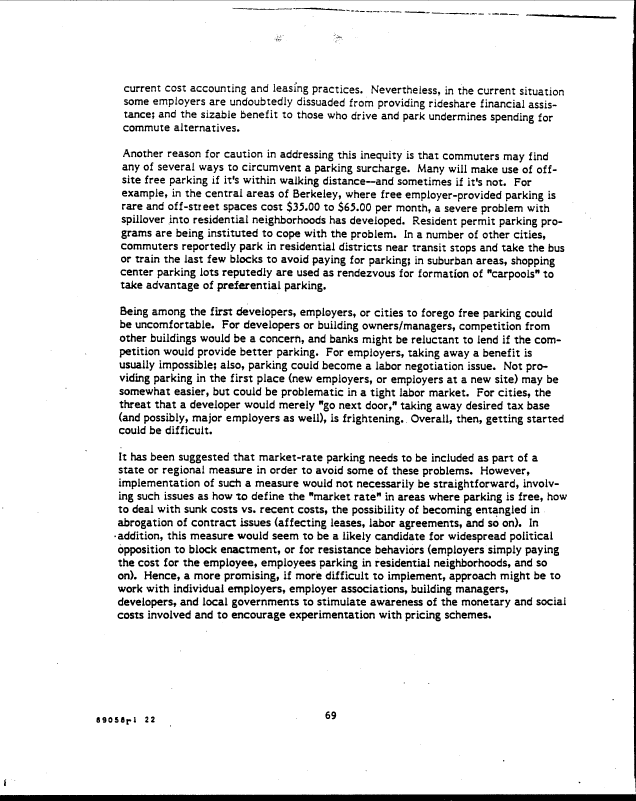 current cost accounting and leasing practices. Nevertheless, in the current situation
some employers are undoubtedly dissuaded from providing rideshare financial assis-
tance; and the sizable benefit to those who drive and park undermines spending for
commute alternatives.
Another reason for caution in addressing this inequity is that commuters may find
any of several ways to circumvent a parking surcharge. Many will make use of off-
site free parking if it's within walking distance—and sometimes if it's not. For
example, in the central areas of Berkeley, where free employer-provided parking is
rare and off-street spaces cost $35.00 to $65.00 per month, a severe problem with
spillover into residential neighborhoods has developed. Resident permit parking pro-
grams are being instituted to cope with the problem. In a number of other cities,
commuters reportedly park in residential districts near transit stops and take the bus
or train the last few blocks to avoid paying for parking; in suburban areas, shopping
center parking lots reputedly are used as rendezvous for formation of "carpools" to
take advantage of preferential parking.
Being among the first developers, employers, or cities to forego free parking could
be uncomfortable. For developers or building owners/managers, competition from
other buildings would be a concern, and banks might be reluctant to lend if the com-
petition would provide better parking. For employers, taking away a benefit is
usually impossible; also, parking could become a labor negotiation issue. Not pro-
viding parking in the first place (new employers, or employers at a new site) may be
somewhat easier, but could be problematic in a tight labor market. For cities, the
threat that a developer would merely "go next door," taking away desired tax base
(and possibly, major employers as well), is frightening. Overall, then, getting started
could be difficult.
It has been suggested that market-rate parking needs to be included as part of a
state or regional measure in order to avoid some of these problems. However,
implementation of such a measure would not necessarily be straightforward, involv-
ing such issues as how to define the "market rate" in areas where parking is free, how
to deal with sunk costs vs. recent costs, the possibility of becoming entangled in
abrogation of contract issues (affecting leases, labor agreements, and so on). In
addition, this measure would seem to be a likely candidate for widespread political
opposition to block enactment, or for resistance behaviors (employers simply paying
the cost for the employee, employees parking in residential neighborhoods, and so
on). Hence, a more promising, if more difficult to implement, approach might be to
work with individual employers, employer associations, building managers,
developers, and local governments to stimulate awareness of the monetary and social
costs involved and to encourage experimentation with pricing schemes.
69
89058r1 22